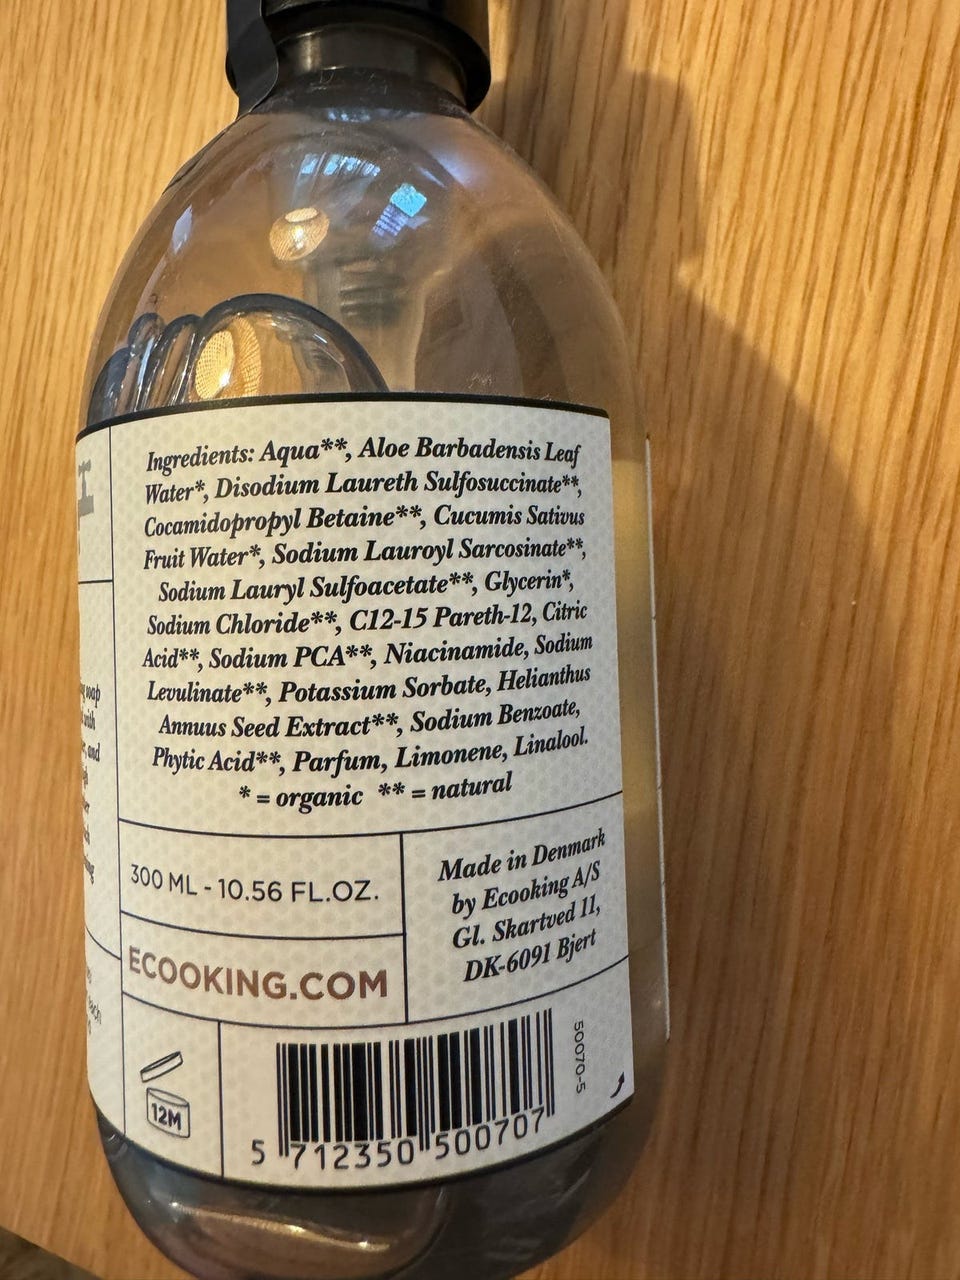 Ingredients: Aqua**, Aloe Barbadensis Leaf
Water*, Disodium Laureth Sulfosuccinate**,
Cocamidopropyl Betaine**, Cucumis Sativus
Fruit Water*, Sodium Lauroyl Sarcosinate**,
Sodium Lauryl Sulfoacetate**, Glycerin*,
Sodium Chloride**, C12-15 Pareth-12, Citric
Acid**, Sodium PCA**, Niacinamide, Sodium
Levulinate**, Potassium Sorbate, Helianthus
Annuus Seed Extract**, Sodium Benzoate,
Phytic Acid**, Parfum, Limonene, Linalool.
* = organic ** = natural
300 ML - 10.56 FL.OZ.
ECOOKING.COM
Made in Denmark
by Ecooking A/S
Gl. Skartved 11,
DK-6091 Bjert
12M
5 712350 500707
50070-5
soap
and
each